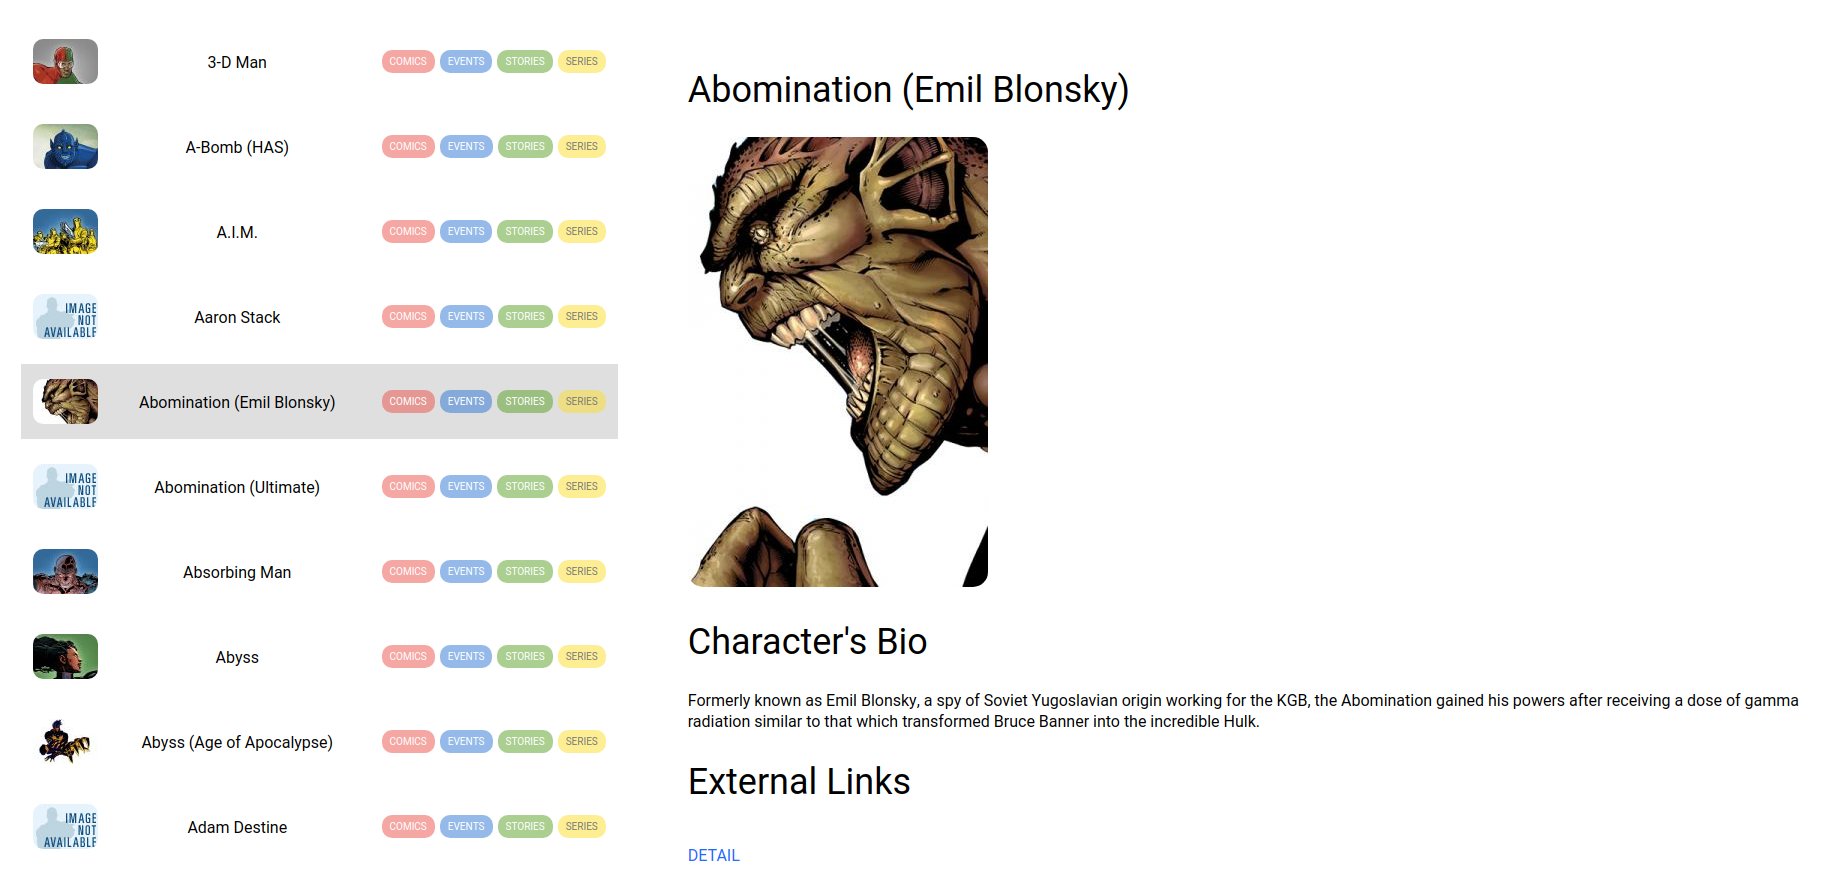 3-D Man
COMICS EVENTS STORIES SERIES
A-Bomb (HAS)
COMICS EVENTS STORIES SERIES
A.I.M.
COMICS EVENTS STORIES SERIES
IMAGE
NOT
AVAILABLE
Aaron Stack
COMICS EVENTS STORIES SERIES
Abomination (Emil Blonsky)
COMICS EVENTS STORIES SERIES
IMAGE
NOT
AVAILABLE
Abomination (Ultimate)
COMICS EVENTS STORIES SERIES
Absorbing Man
COMICS EVENTS STORIES SERIES
Abyss
COMICS EVENTS STORIES SERIES
Abyss (Age of Apocalypse)
COMICS EVENTS STORIES SERIES
IMAGE
NOT
AVAILABLE
Adam Destine
COMICS EVENTS STORIES SERIES
Abomination (Emil Blonsky)
Character's Bio
Formerly known as Emil Blonsky, a spy of Soviet Yugoslavian origin working for the KGB, the Abomination gained his powers after receiving a dose of gamma
radiation similar to that which transformed Bruce Banner into the incredible Hulk.
External Links
DETAIL